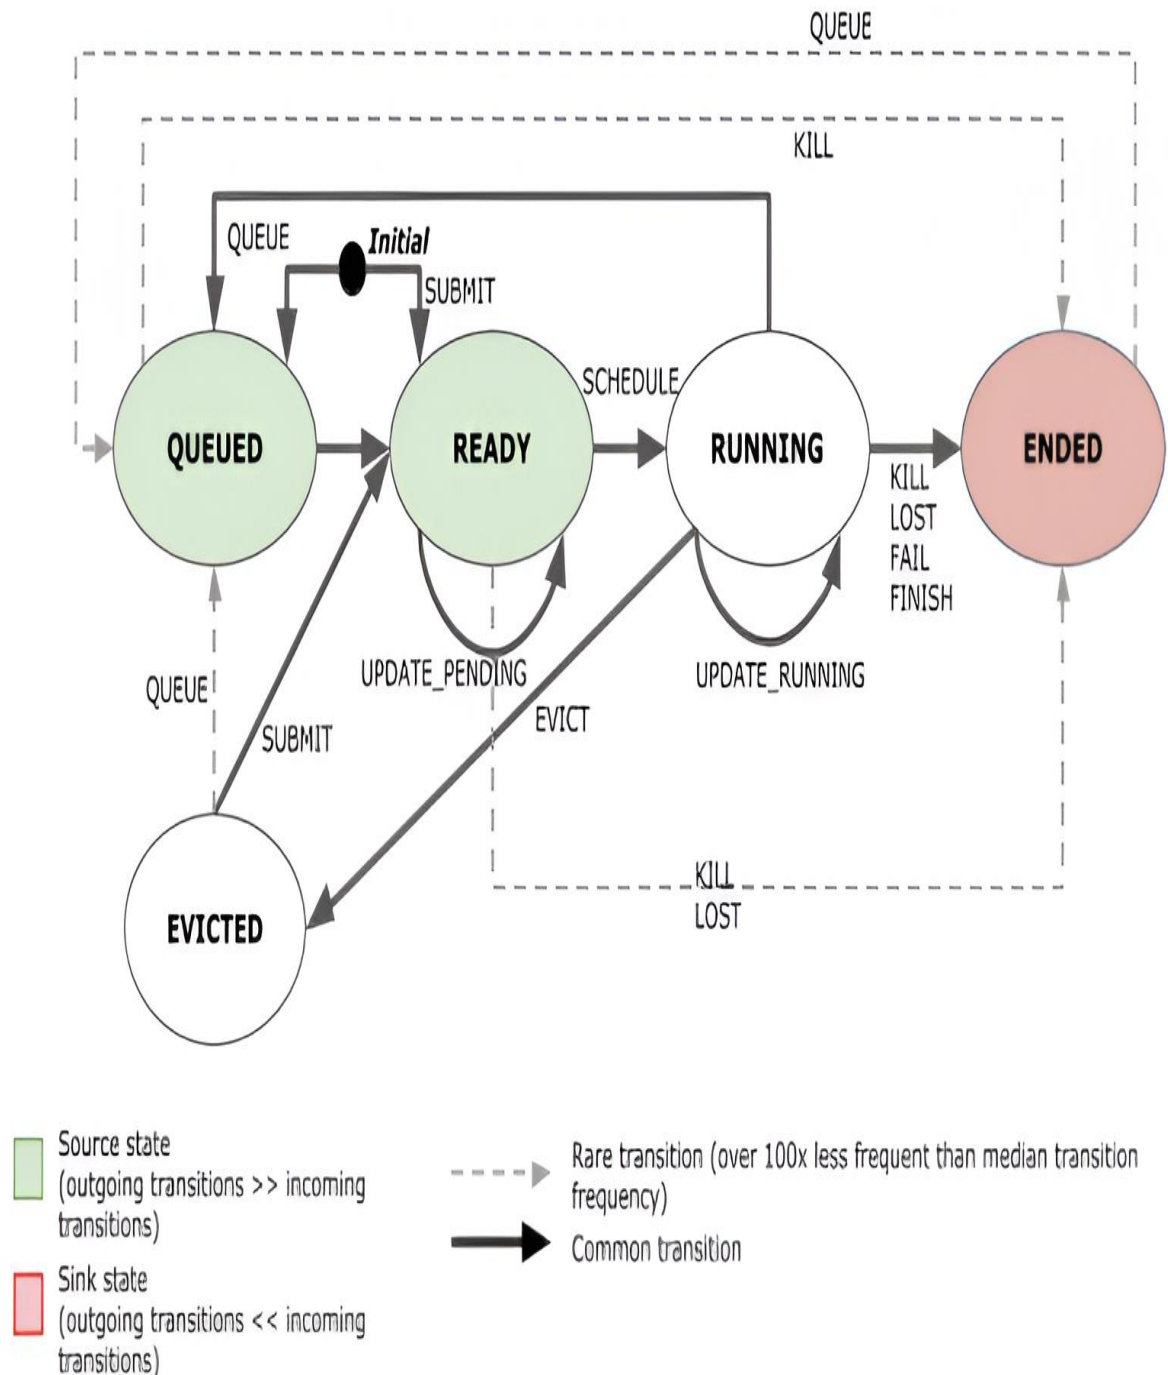 QUEUE
KILL
QUEUE
Initial
SUBMIT
SCHEDULE
QUEUED
READY
RUNNING
ENDED
KILL
LOST
FAIL
FINISH
UPDATE_PENDING
UPDATE_RUNNING
QUEUE
EVICT
SUBMIT
KILL
LOST
EVICTED
Source state
(outgoing transitions >> incoming
transitions)
Sink state
(outgoing transitions << incoming
transitions)
Rare transition (over 100x less frequent than median transition
frequency)
Common transition